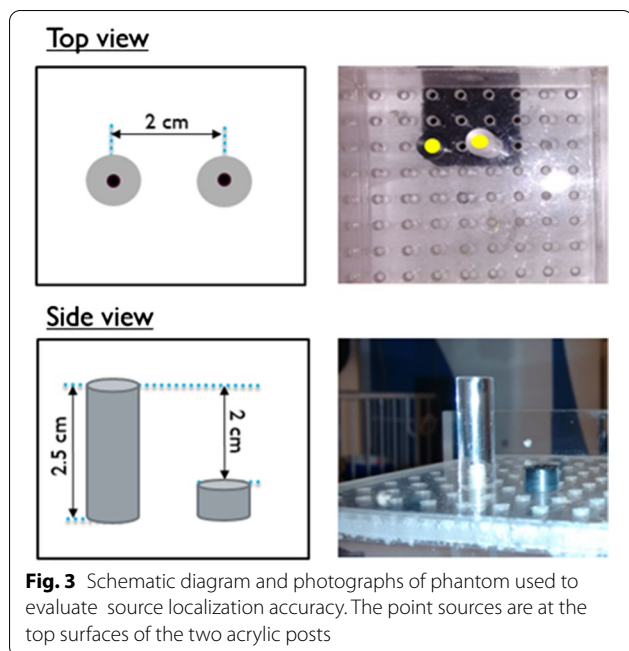 Top view
2 cm
Side view
2.5 cm
2 cm
Fig. 3 Schematic diagram and photographs of phantom used to
evaluate source localization accuracy. The point sources are at the
top surfaces of the two acrylic posts